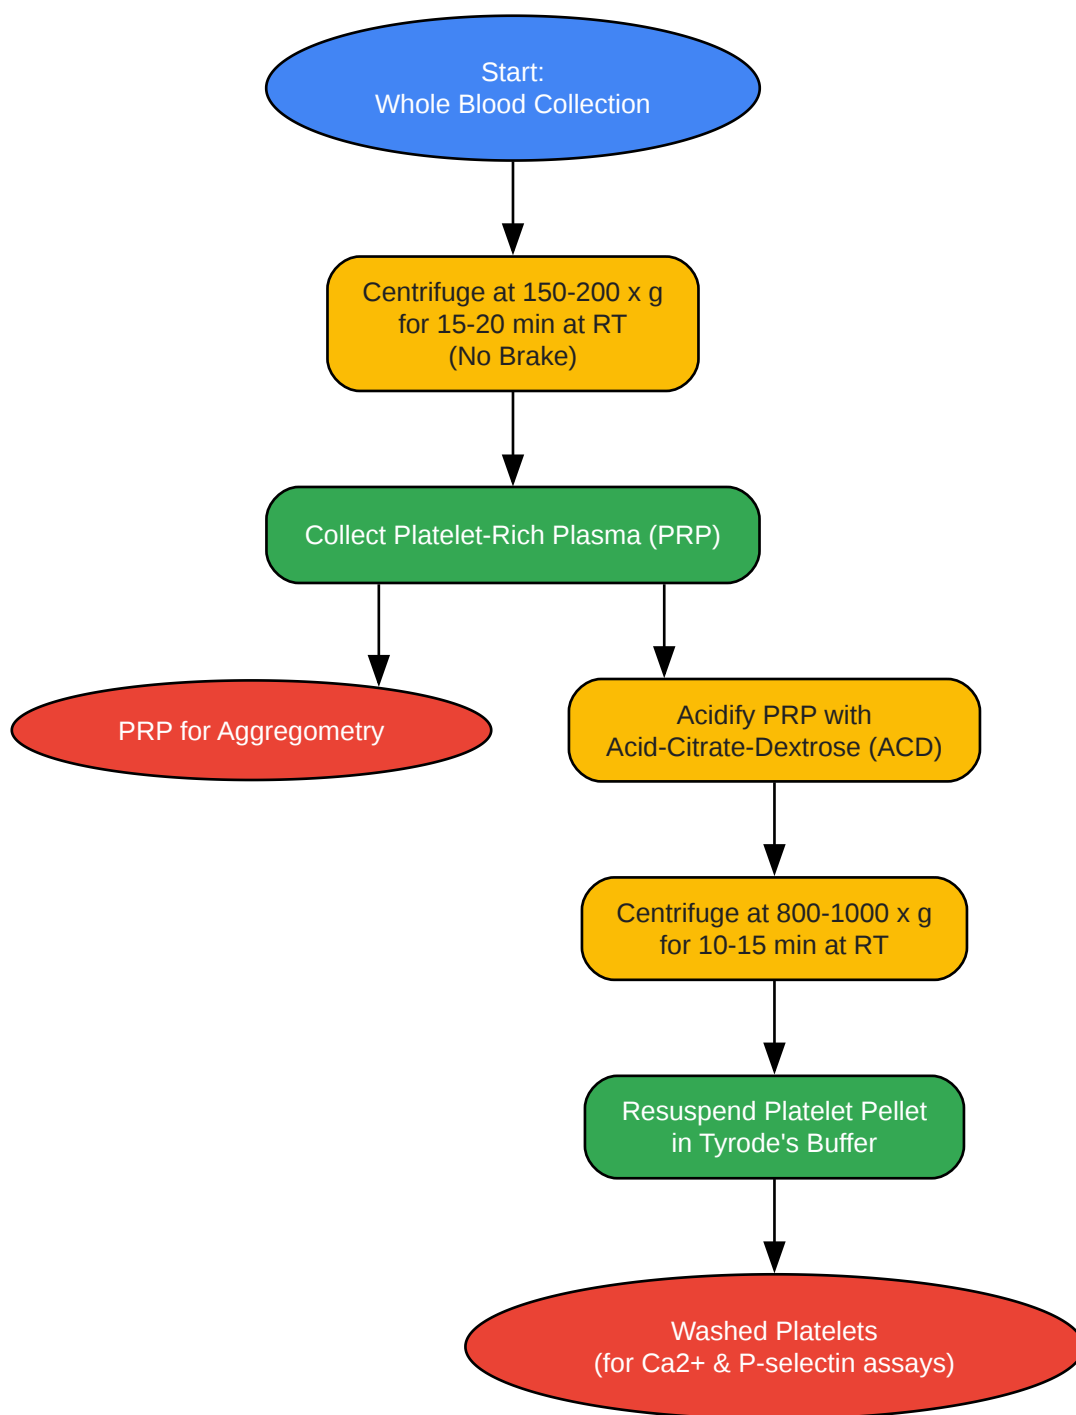 Start:
Whole Blood Collection
Centrifuge at 150-200 x g
for 15-20 min at RT
(No Brake)
Collect Platelet-Rich Plasma (PRP)
PRP for Aggregometry
Acidify PRP with
Acid-Citrate-Dextrose (ACD)
Centrifuge at 800-1000 x g
for 10-15 min at RT
Resuspend Platelet Pellet
in Tyrode's Buffer
Washed Platelets
(for Ca2+ & P-selectin assays)